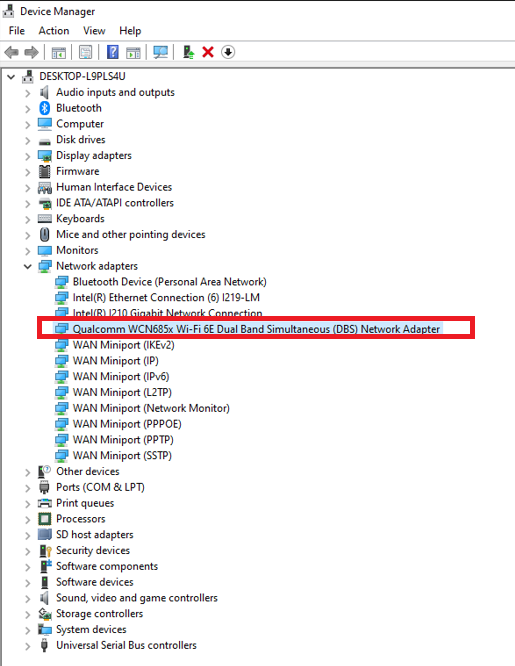 Device Manager
File Action View Help
DESKTOP-L9PLS4U
Audio inputs and outputs
Bluetooth
Computer
Disk drives
Display adapters
Firmware
Human Interface Devices
IDE ATA/ATAPI controllers
Keyboards
Mice and other pointing devices
Monitors
Network adapters
Bluetooth Device (Personal Area Network)
Intel(R) Ethernet Connection (6) I219-LM
Intel(R) I210 Gigabit Network Connection
Qualcomm WCN685x Wi-Fi 6E Dual Band Simultaneous (DBS) Network Adapter
WAN Miniport (IKEv2)
WAN Miniport (IP)
WAN Miniport (IPv6)
WAN Miniport (L2TP)
WAN Miniport (Network Monitor)
WAN Miniport (PPPOE)
WAN Miniport (PPTP)
WAN Miniport (SSTP)
Other devices
Ports (COM & LPT)
Print queues
Processors
SD host adapters
Security devices
Software components
Software devices
Sound, video and game controllers
Storage controllers
System devices
Universal Serial Bus controllers